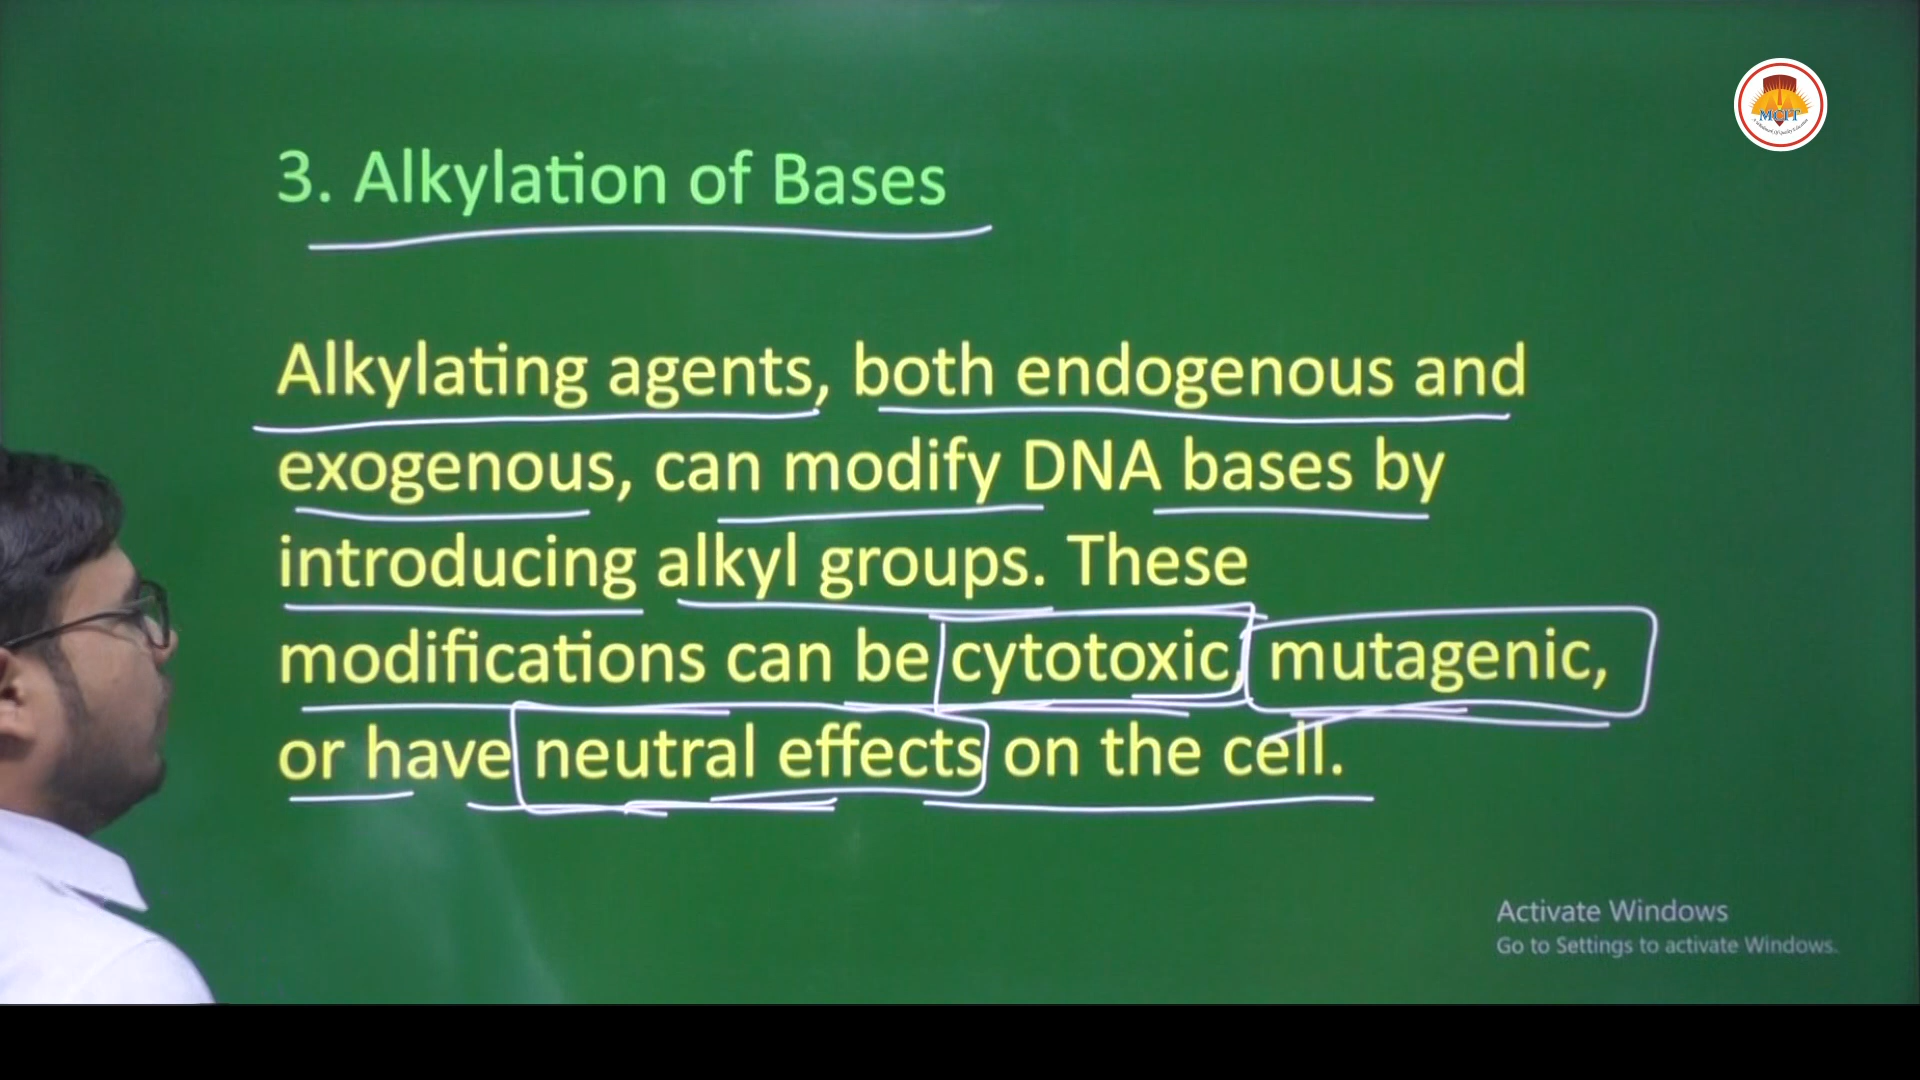 MCPT
3. Alkylation of Bases
Alkylating agents, both endogenous and
exogenous, can modify DNA bases by
introducing alkyl groups. These
modifications can be cytotoxic, mutagenic,
or have neutral effects on the cell.
Activate Windows
Go to Settings to activate Windows.